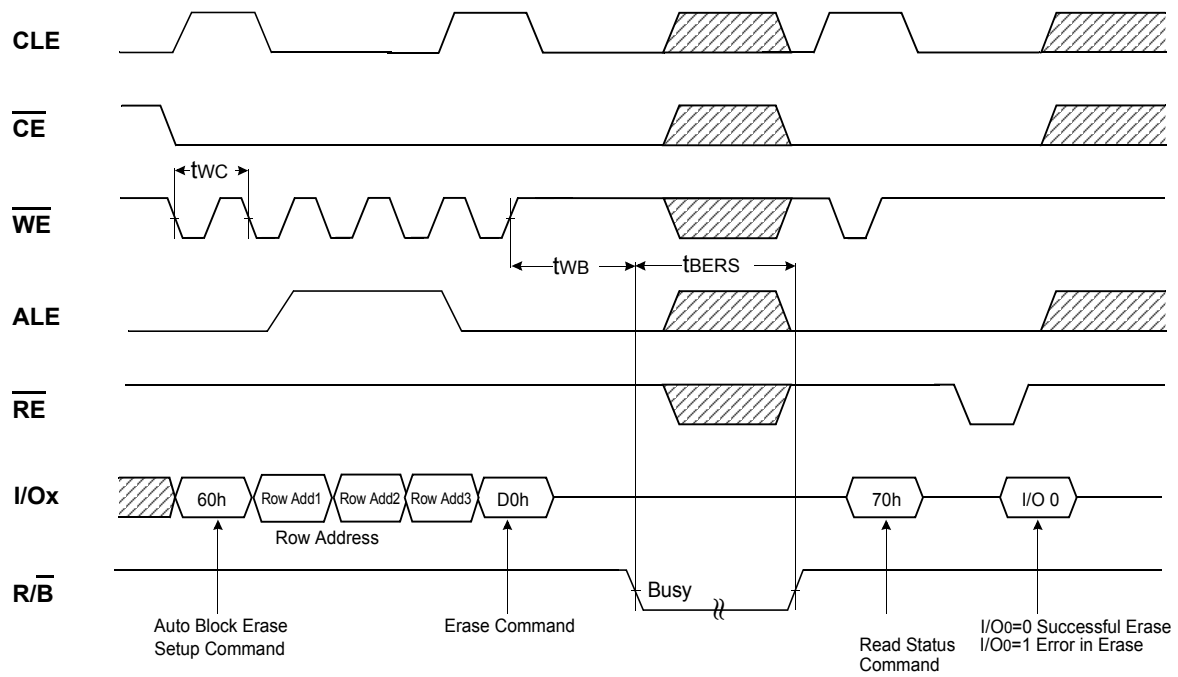 CLE
CE
tWC
WE
tWB
tBERS
ALE
RE
I/Ox
60h
Row Add1
Row Add2
Row Add3
D0h
70h
I/O 0
Row Address
R/B
Busy
Auto Block Erase
Setup Command
Erase Command
Read Status
Command
I/O0=0 Successful Erase
I/O0=1 Error in Erase